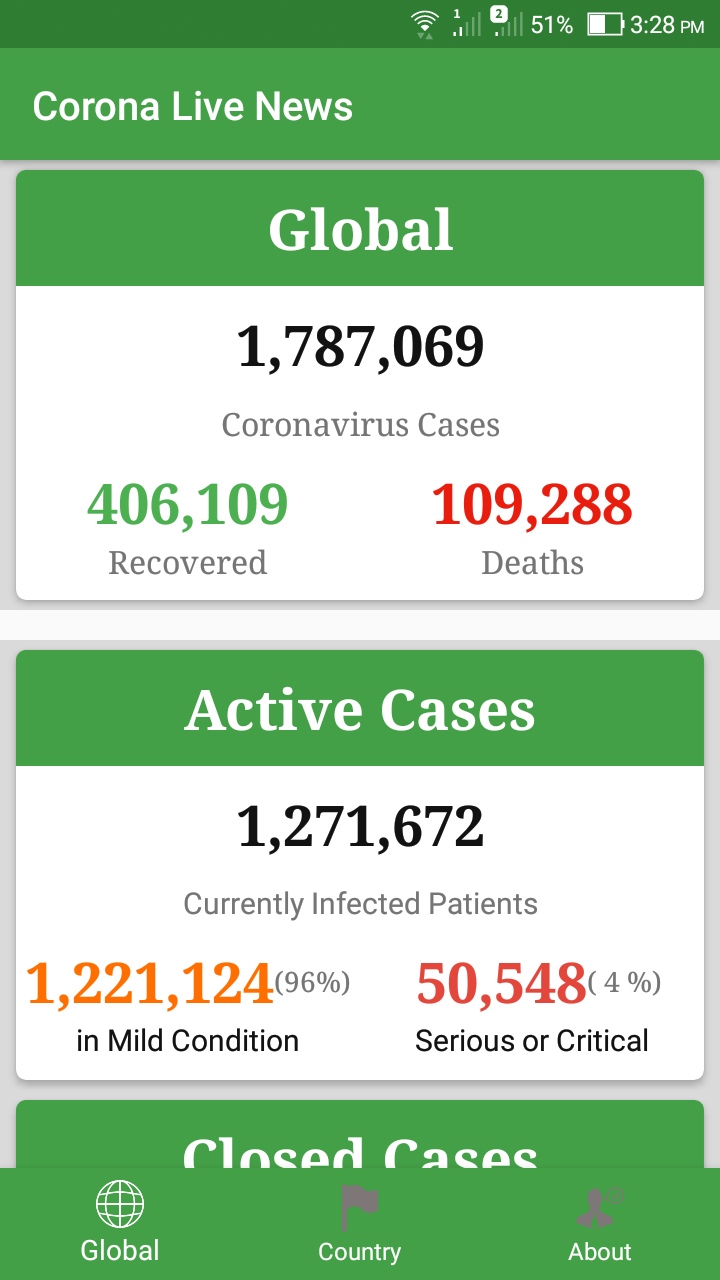 1 2 51% 3:28 PM
Corona Live News
Global
1,787,069
Coronavirus Cases
406,109 109,288
Recovered Deaths
Active Cases
1,271,672
Currently Infected Patients
1,221,124(96%) 50,548( 4 %)
in Mild Condition Serious or Critical
Closed Cases
Global Country About